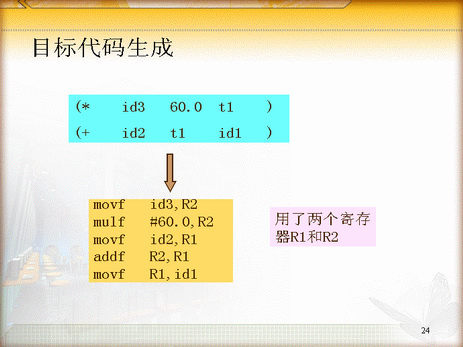 目标代码生成
(* id3 60.0 t1 )
(+ id2 t1 id1 )
movf id3,R2
mulf #60.0,R2
movf id2,R1
addf R2,R1
movf R1,id1
用了两个寄存
器R1和R2
24